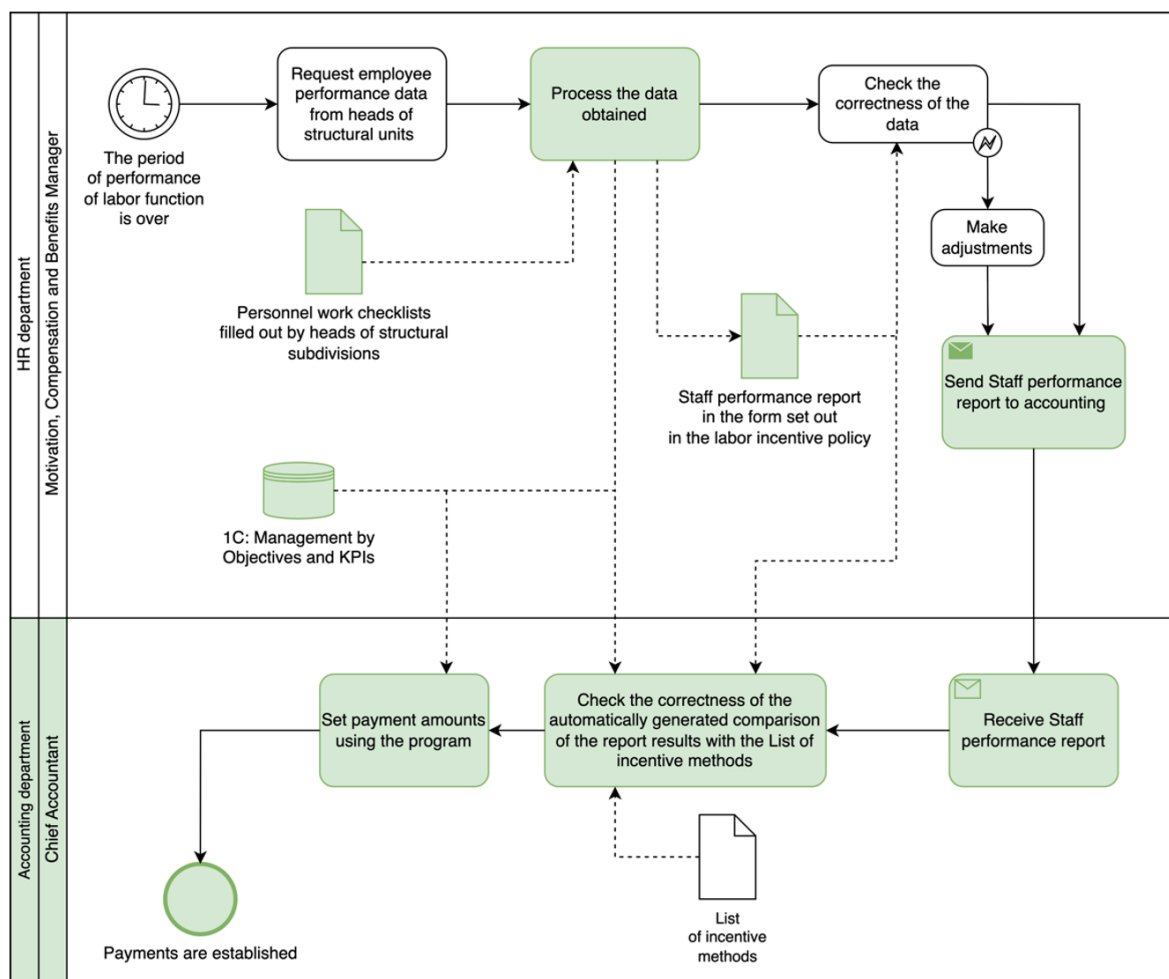 HR department
Motivation, Compensation and Benefits Manager
The period
of performance
of labor function
is over
Request employee
performance data
from heads of
structural units
Process the data
obtained
Check the
correctness of the
data
Make
adjustments
Personnel work checklists
filled out by heads of structural
subdivisions
Staff performance report
in the form set out
in the labor incentive policy
Send Staff performance
report to accounting
1C: Management by
Objectives and KPIs
Accounting department
Chief Accountant
Set payment amounts
using the program
Check the correctness of the
automatically generated comparison
of the report results with the List of
incentive methods
Receive Staff
performance report
Payments are established
List
of incentive
methods